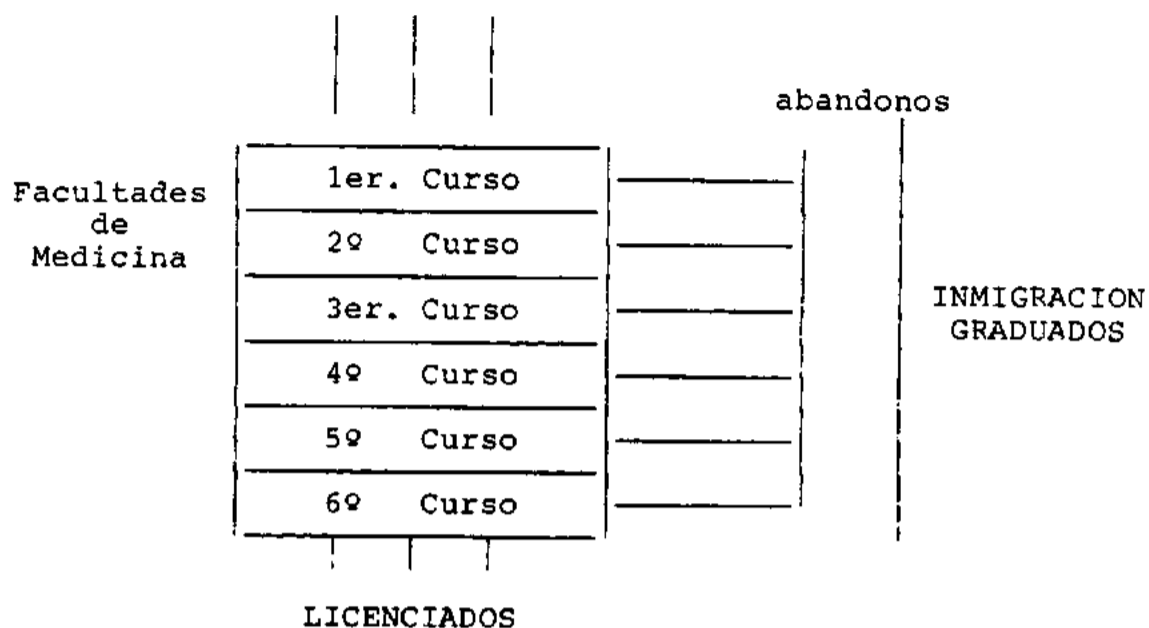 abandonos
Facultades
de
Medicina
1er. Curso
2º Curso
3er. Curso
4º Curso
5º Curso
6º Curso
INMIGRACION
GRADUADOS
LICENCIADOS